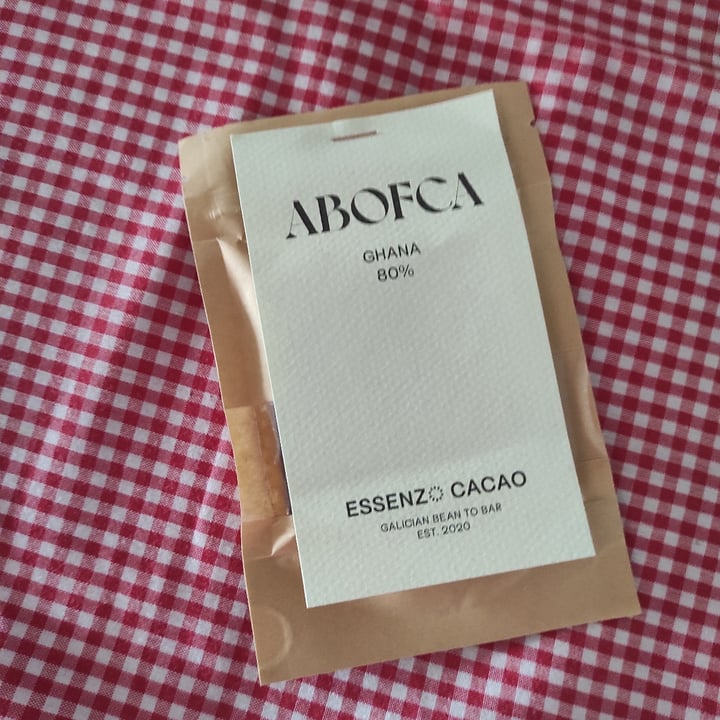 ABOFCA
GHANA
80%
ESSENZO CACAO
GALICIAN BEAN TO BAR
EST. 2020